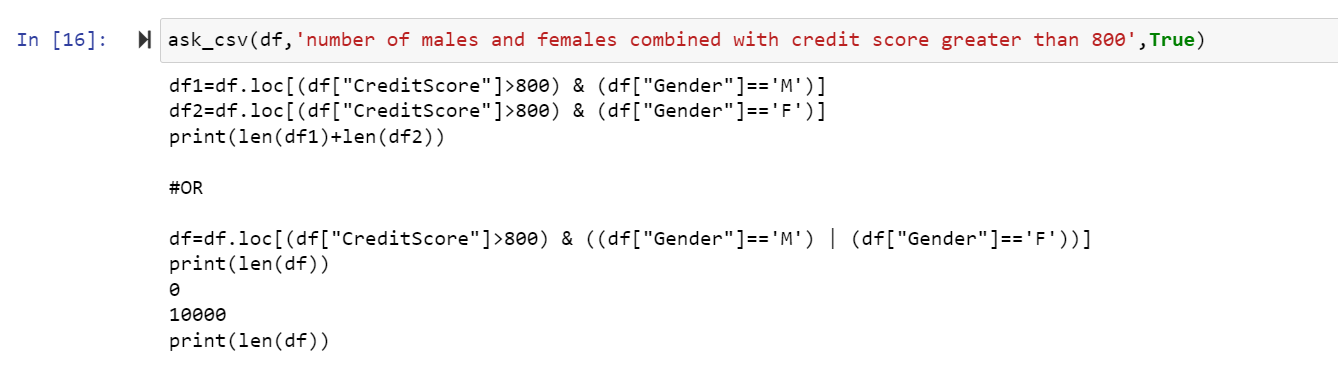 In [16]: ask_csv(df,'number of males and females combined with credit score greater than 800',True)
df1=df.loc[(df["CreditScore"]>800) & (df["Gender"]=='M')]
df2=df.loc[(df["CreditScore"]>800) & (df["Gender"]=='F')]
print(len(df1)+len(df2))
#OR
df=df.loc[(df["CreditScore"]>800) & ((df["Gender"]=='M') | (df["Gender"]=='F'))]
print(len(df))
0
10000
print(len(df))